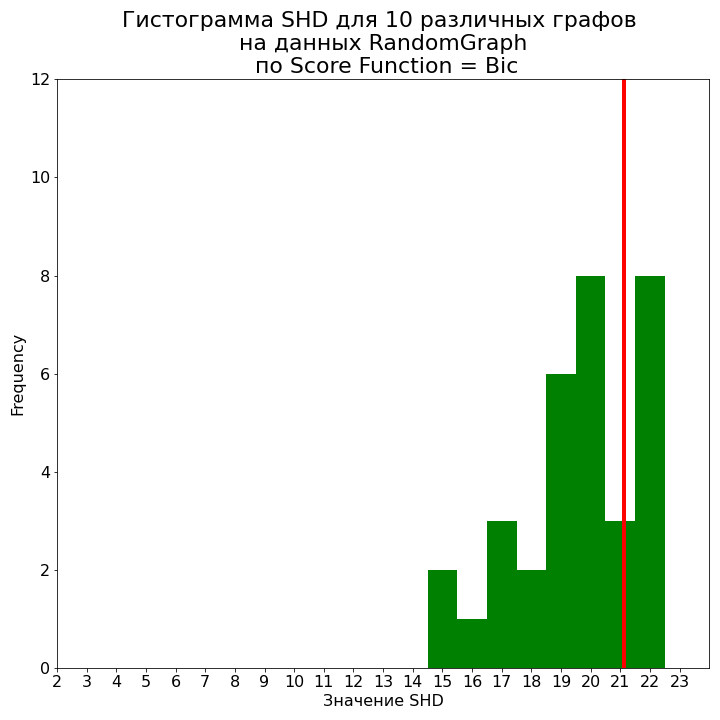 Гистограмма SHD для 10 различных графов
на данных RandomGraph
по Score Function = Bic
12
10
8
6
4
2
0
Frequency
2 3 4 5 6 7 8 9 10 11 12 13 14 15 16 17 18 19 20 21 22 23
Значение SHD